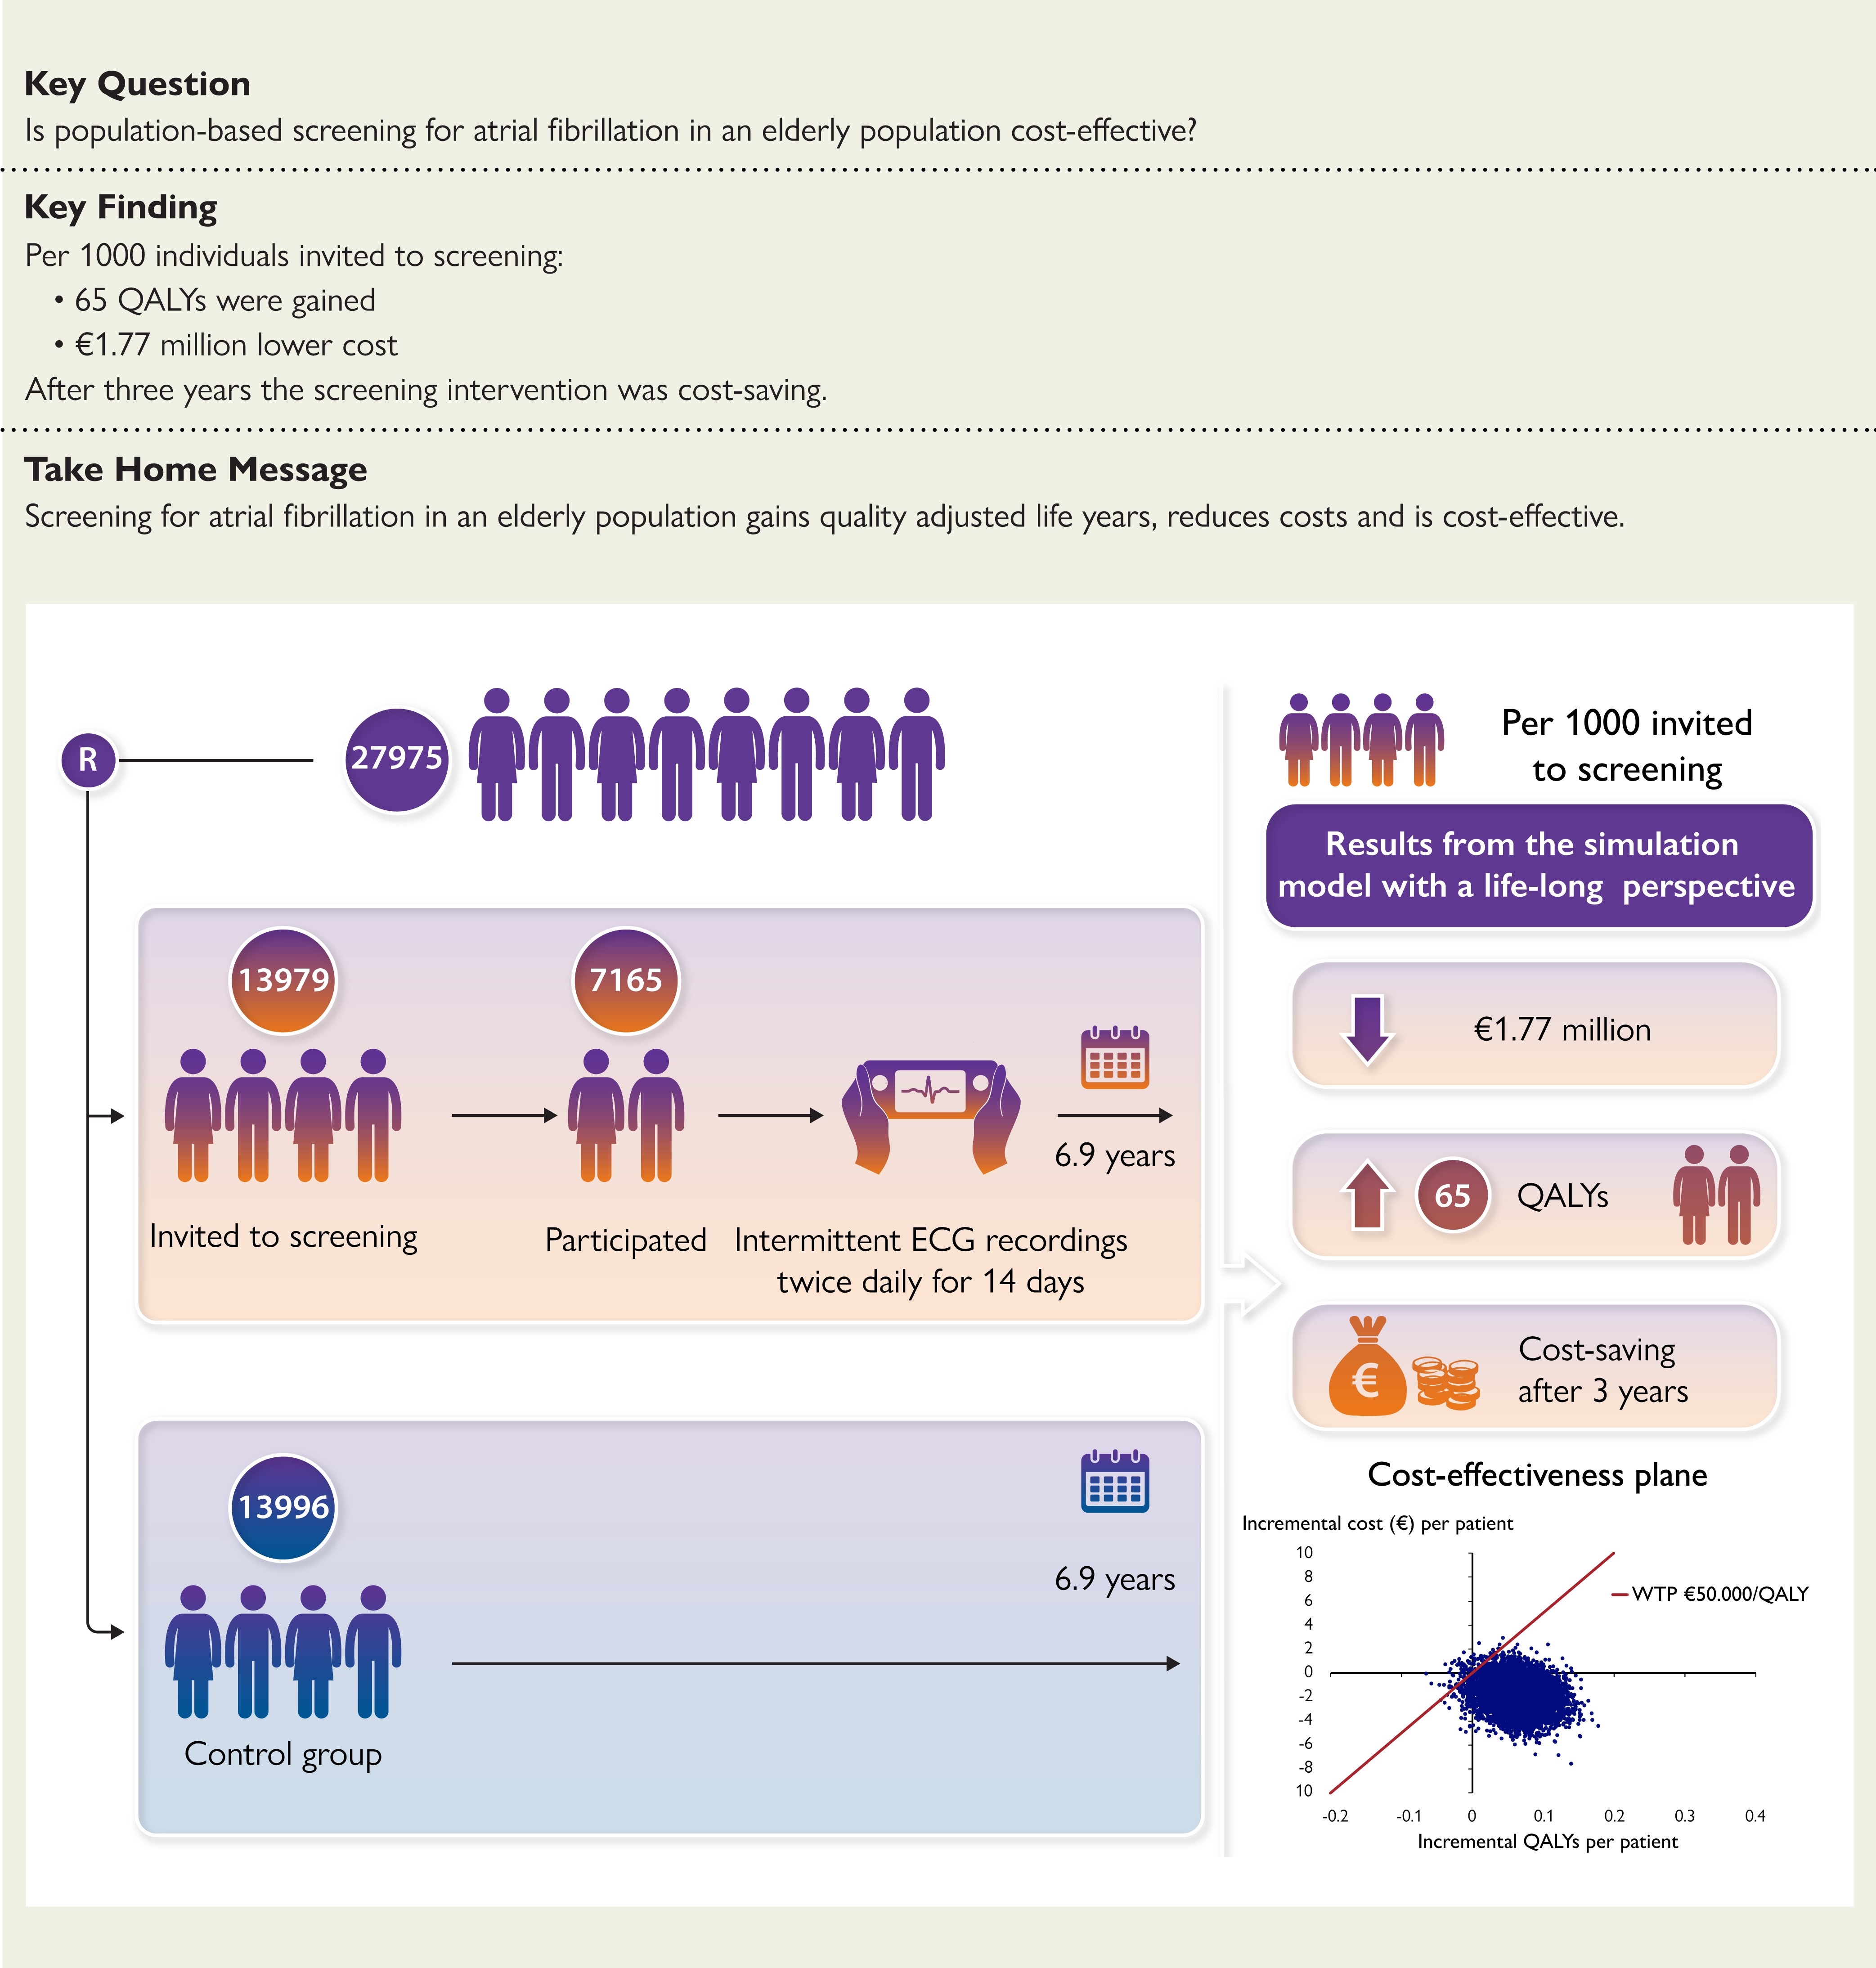 Key Question
Is population-based screening for atrial fibrillation in an elderly population cost-effective?
Key Finding
Per 1000 individuals invited to screening:
• 65 QALYs were gained
• €1.77 million lower cost
After three years the screening intervention was cost-saving.
Take Home Message
Screening for atrial fibrillation in an elderly population gains quality adjusted life years, reduces costs and is cost-effective.
R
27975
13979
7165
6.9 years
Invited to screening
Participated
Intermittent ECG recordings
twice daily for 14 days
13996
6.9 years
Control group
Per 1000 invited
to screening
Results from the simulation
model with a life-long perspective
€1.77 million
65 QALYs
€
Cost-saving
after 3 years
Cost-effectiveness plane
Incremental cost (€) per patient
10
8
6
4
2
0
-2
-4
-6
-8
10
WTP €50.000/QALY
-0.2 -0.1 0 0.1 0.2 0.3 0.4
Incremental QALYs per patient